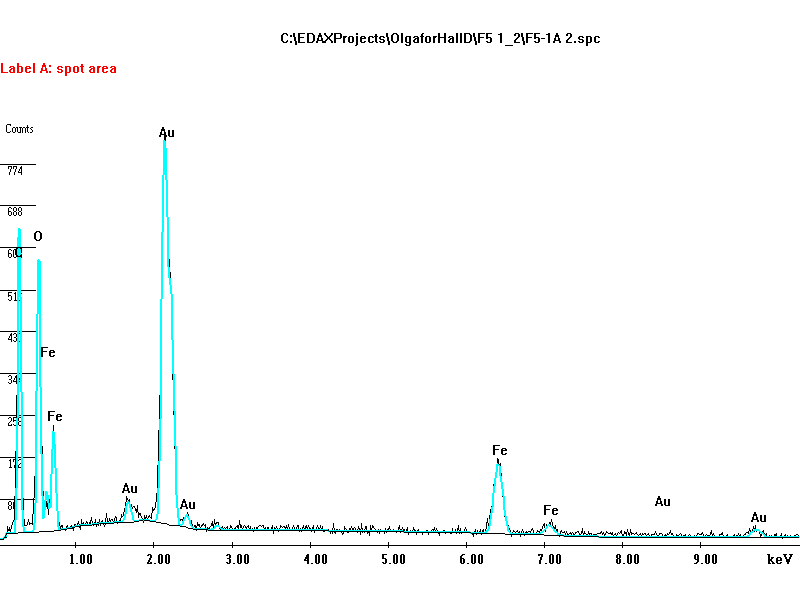 C:\EDAXProjects\OlgaforHallD\F5 1_2\F5-1A 2.spc
Label A: spot area
Counts
Au
774
688
O
Fe
Fe
Au
Au
Fe
Fe
Au
Au
1.00 2.00 3.00 4.00 5.00 6.00 7.00 8.00 9.00 keV